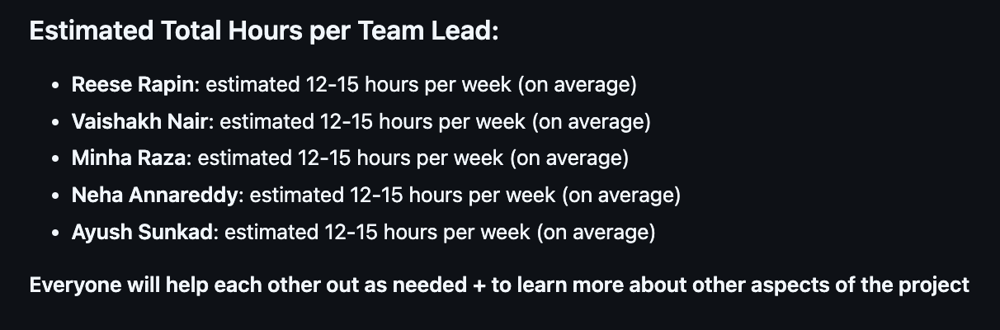 Estimated Total Hours per Team Lead:
• Reese Rapin: estimated 12-15 hours per week (on average)
• Vaishakh Nair: estimated 12-15 hours per week (on average)
• Minha Raza: estimated 12-15 hours per week (on average)
• Neha Annareddy: estimated 12-15 hours per week (on average)
• Ayush Sunkad: estimated 12-15 hours per week (on average)
Everyone will help each other out as needed + to learn more about other aspects of the project